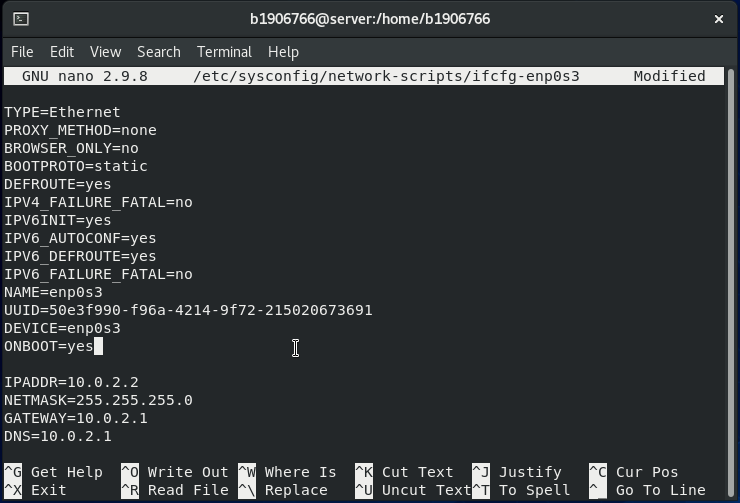 b1906766@server:/home/b1906766
File Edit View Search Terminal Help
GNU nano 2.9.8 /etc/sysconfig/network-scripts/ifcfg-enp0s3 Modified
TYPE=Ethernet
PROXY_METHOD=none
BROWSER_ONLY=no
BOOTPROTO=static
DEFROUTE=yes
IPV4_FAILURE_FATAL=no
IPV6INIT=yes
IPV6_AUTOCONF=yes
IPV6_DEFROUTE=yes
IPV6_FAILURE_FATAL=no
NAME=enp0s3
UUID=50e3f990-f96a-4214-9f72-215020673691
DEVICE=enp0s3
ONBOOT=yes
IPADDR=10.0.2.2
NETMASK=255.255.255.0
GATEWAY=10.0.2.1
DNS=10.0.2.1
^G Get Help ^O Write Out ^W Where Is ^K Cut Text ^J Justify ^C Cur Pos
^X Exit ^R Read File ^\ Replace ^U Uncut Text ^T To Spell ^_ Go To Line